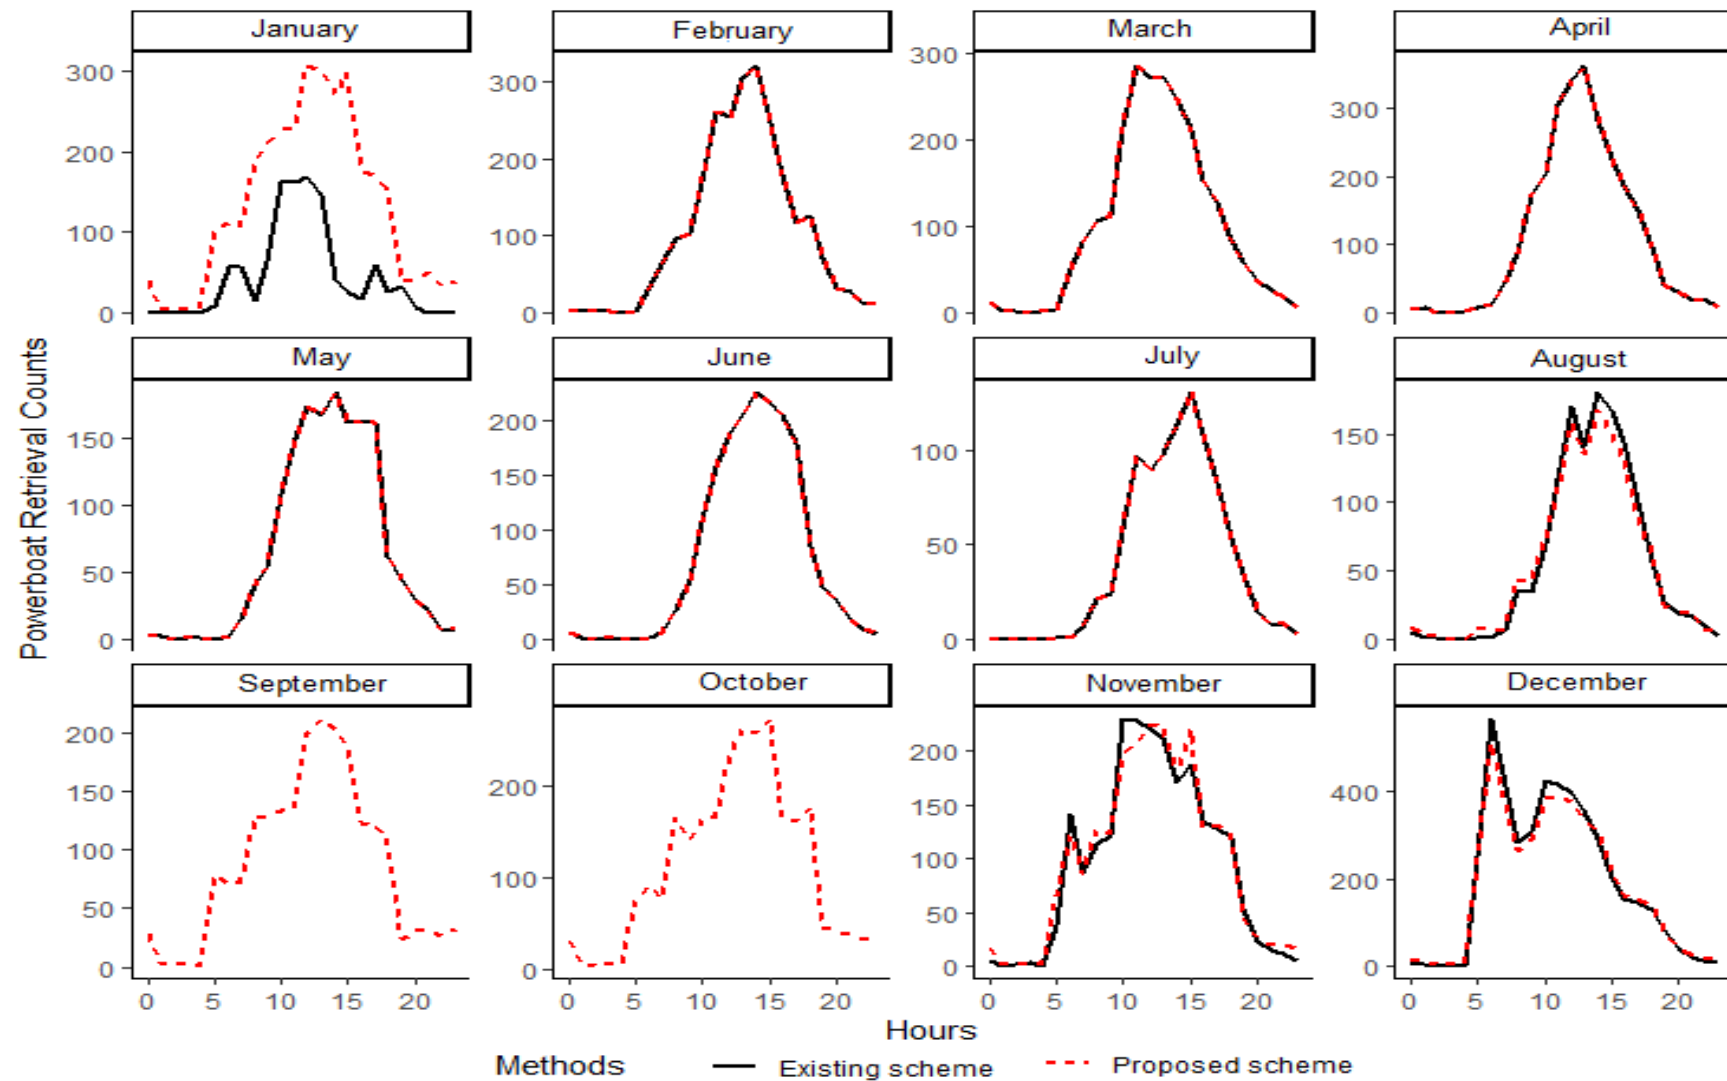 January February March April
300 200 100 0
300 200 100 0
300 200 100 0
300 200 100 0
May June July August
150 100 50 0
200 150 100 50 0
100 50 0
150 100 50 0
September October November December
200 150 100 50 0
200 100 0
200 150 100 50 0
400 200 0
0 5 10 15 20 0 5 10 15 20 0 5 10 15 20 0 5 10 15 20
Powerboat Retrieval Counts
Hours
Methods Existing scheme Proposed scheme